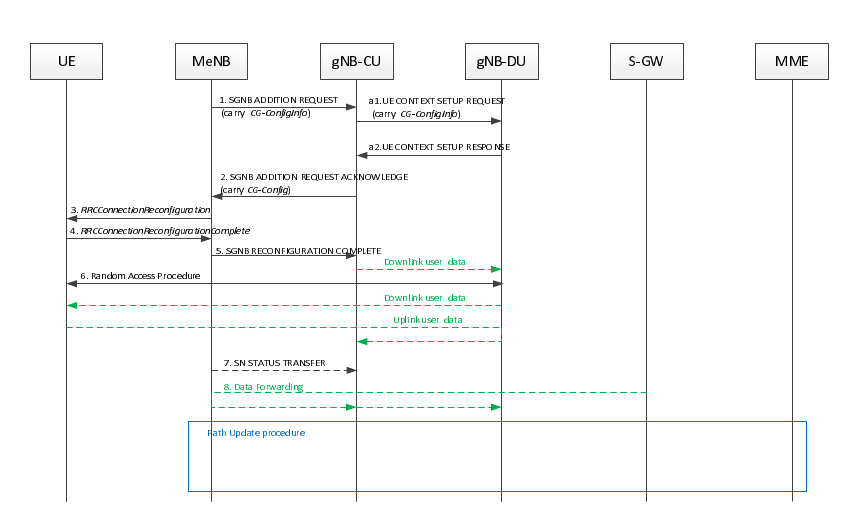 UE
MeNB
gNB-CU
gNB-DU
S-GW
MME
1. SGNB ADDITION REQUEST
(carry CG-ConfigInfo)
a1.UE CONTEXT SETUP REQUEST
(carry CG-ConfigInfo)
a2.UE CONTEXT SETUP RESPONSE
2. SGNB ADDITION REQUEST ACKNOWLEDGE
(carry CG-Config)
3. RRCConnectionReconfiguration
4. RRCConnectionReconfigurationComplete
5. SGNB RECONFIGURATION COMPLETE
Downlink user data
6. Random Access Procedure
Downlink user data
Uplink user data
7. SN STATUS TRANSFER
8. Data Forwarding
Path Update procedure